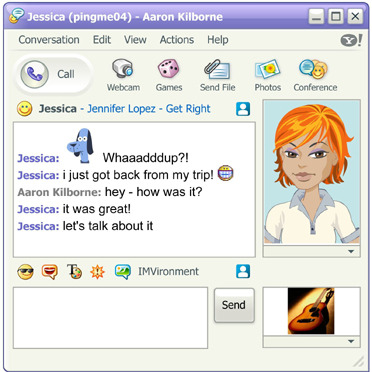 Jessica (pingme04) - Aaron Kilborne
Conversation Edit View Actions Help Y!
Call Webcam Games Send File Photos Conference
Jessica - Jennifer Lopez - Get Right
Jessica: Whaaadddup?!
Jessica: i just got back from my trip!
Aaron Kilborne: hey - how was it?
Jessica: it was great!
Jessica: let's talk about it
IMVironment
Send